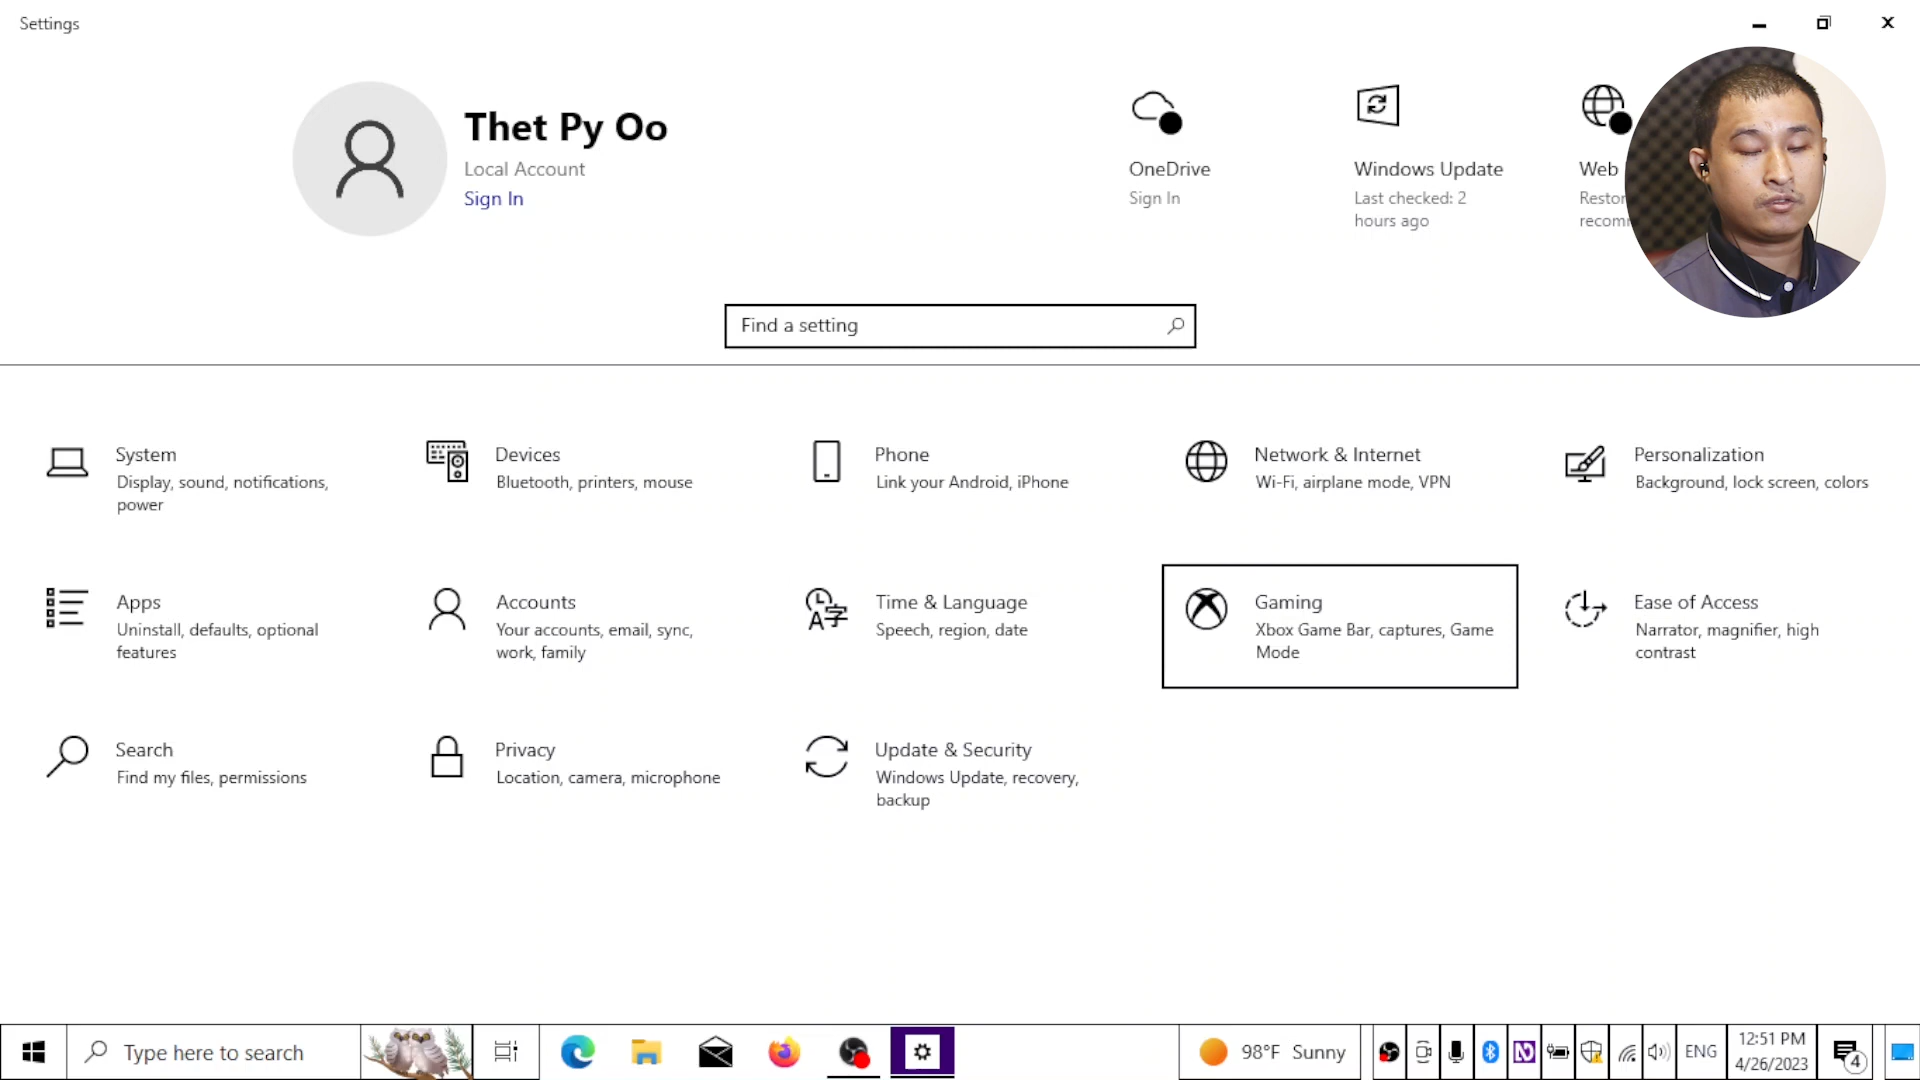 Settings
Thet Py Oo
Local Account
Sign In
OneDrive
Sign In
Windows Update
Last checked: 2
hours ago
Web
Find a setting
System
Display, sound, notifications,
power
Devices
Bluetooth, printers, mouse
Phone
Link your Android, iPhone
Network & Internet
Wi-Fi, airplane mode, VPN
Personalization
Background, lock screen, colors
Apps
Uninstall, defaults, optional
features
Accounts
Your accounts, email, sync,
work, family
Time & Language
Speech, region, date
Gaming
Xbox Game Bar, captures, Game
Mode
Ease of Access
Narrator, magnifier, high
contrast
Search
Find my files, permissions
Privacy
Location, camera, microphone
Update & Security
Windows Update, recovery,
backup
Type here to search
98°F Sunny
ENG
12:51 PM
4/26/2023
4